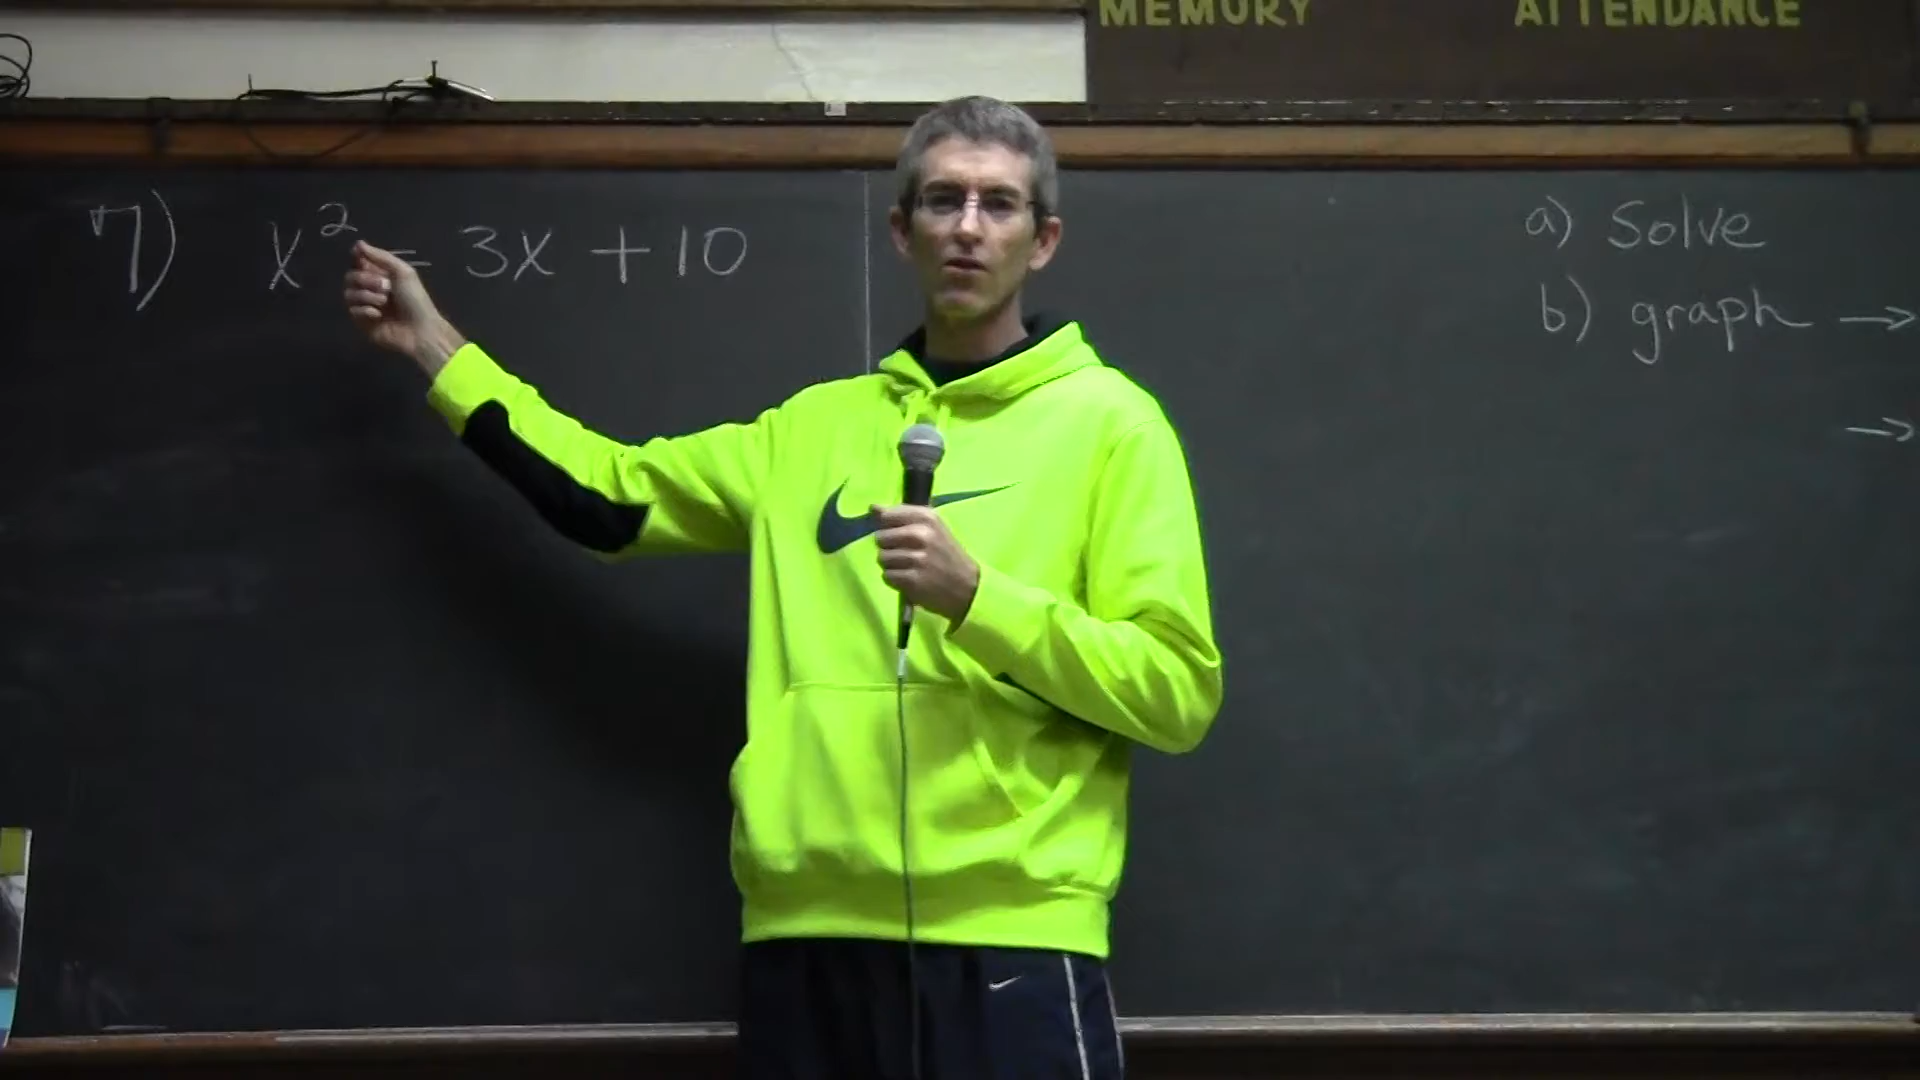 MEMORY ATTENDANCE
7) x² = 3x + 10
a) Solve
b) graph →
→